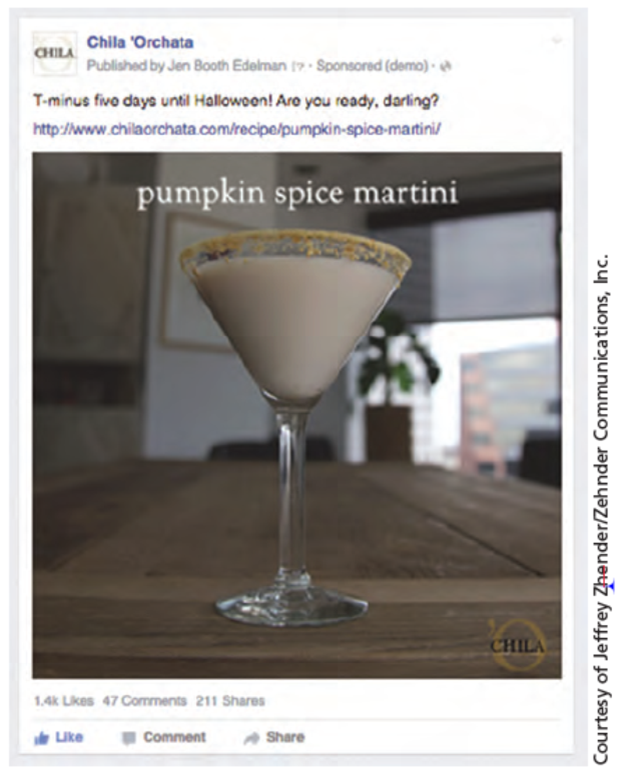 CHILA
Chila 'Orchata
Published by Jen Booth Edelman · Sponsored (demo) ·
T-minus five days until Halloween! Are you ready, darling?
http://www.chilaorchata.com/recipe/pumpkin-spice-martini/
pumpkin spice martini
CHILA
1.4k Likes 47 Comments 211 Shares
Like Comment Share
Courtesy of Jeffrey Zhender/Zehnder Communications, Inc.